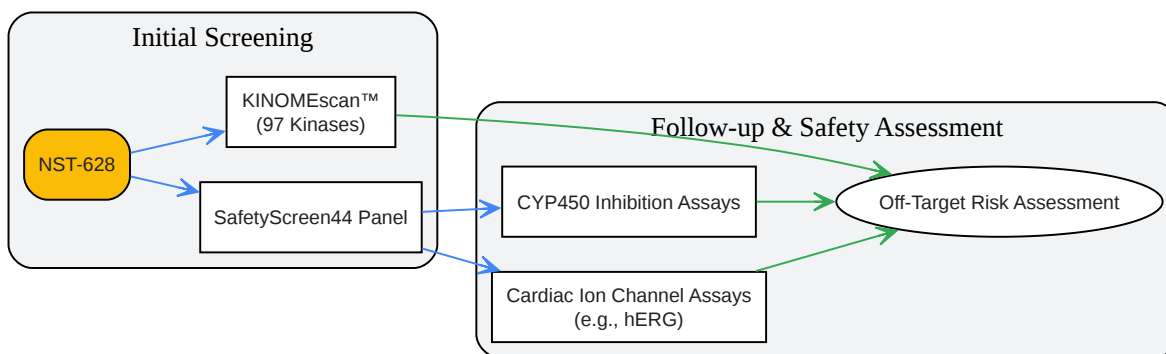 Initial Screening
NST-628
KINOMEscan™
(97 Kinases)
SafetyScreen44 Panel
Follow-up & Safety Assessment
CYP450 Inhibition Assays
Cardiac Ion Channel Assays
(e.g., hERG)
Off-Target Risk Assessment